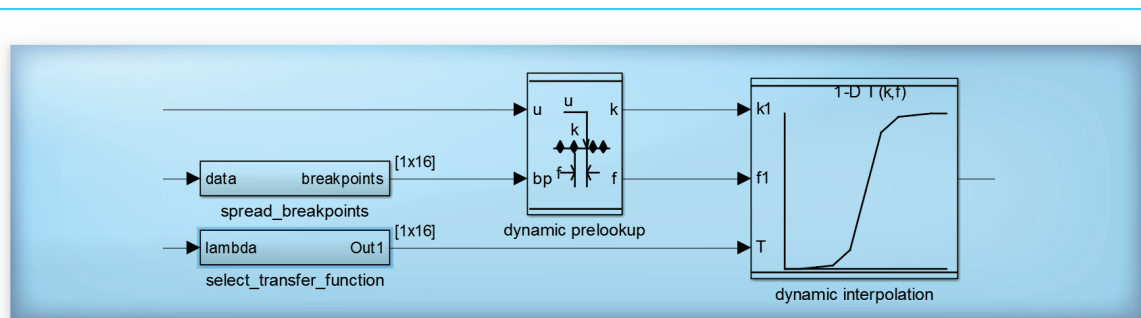 1-D T(k,f)
u
u
k
k
k1
[1x16]
data
breakpoints
bp
f
f
f1
spread_breakpoints
[1x16]
dynamic prelookup
lambda
Out1
T
select_transfer_function
dynamic interpolation